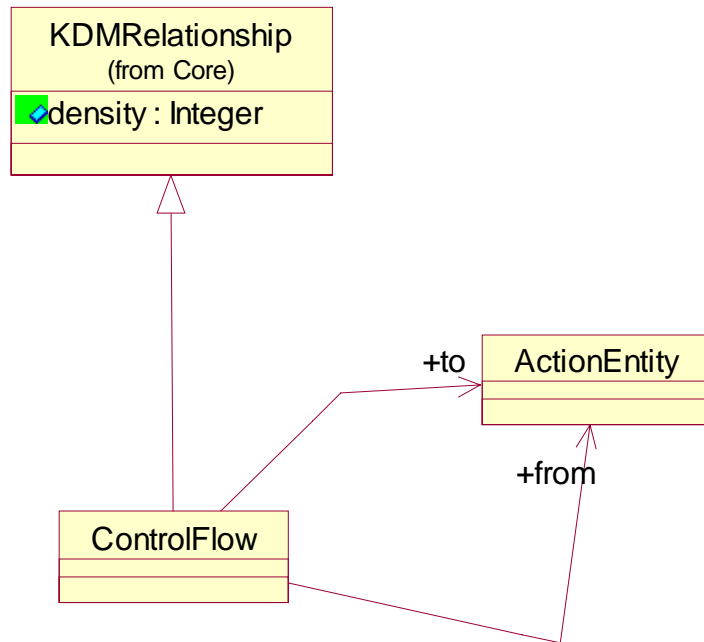 KDMRelationship
(from Core)
density : Integer
+to
ActionEntity
+from
ControlFlow